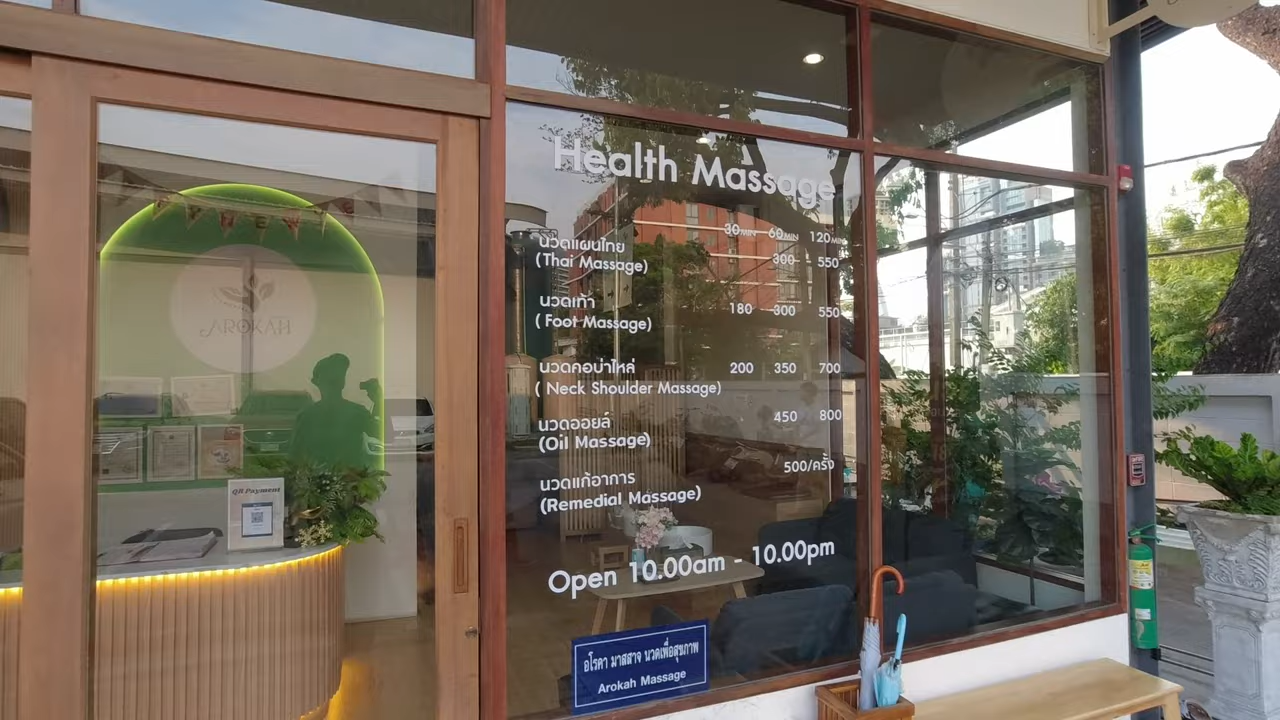 Health Massage
30MIN 60MIN 120MIN
นวดแผนไทย
(Thai Massage) 300 - 550
นวดเท้า
( Foot Massage) 180 300 550
นวดคอบ่าไหล่ 200 350 700
( Neck Shoulder Massage)
นวดออยล์ 450 800
(Oil Massage)
นวดแก้อาการ 500/ครั้ง
(Remedial Massage)
Open 10.00am - 10.00pm
อโรคา มาสสาจ นวดเพื่อสุขภาพ
Arokah Massage
AROKAH
QR Payment